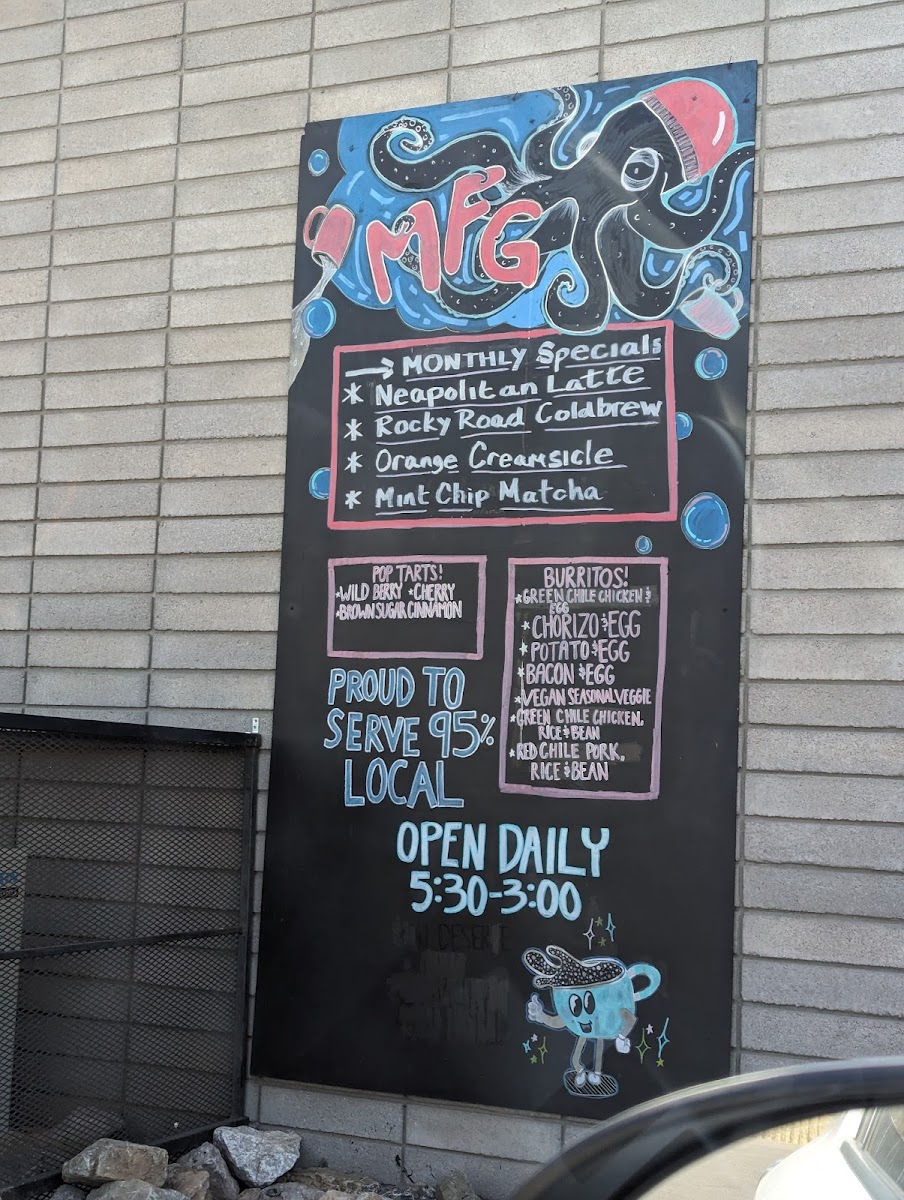 MFG
→ MONTHLY Specials
* Neapolitan Latte
* Rocky Road Coldbrew
* Orange Creamsicle
* Mint Chip Matcha
POP TARTS!
*WILD BERRY *CHERRY
*BROWN SUGAR CINNAMON
BURRITOS!
*GREEN CHILE CHICKEN &
EGG
*CHORIZO & EGG
*POTATO & EGG
*BACON & EGG
*VEGAN SEASONAL VEGGIE
*GREEN CHILE CHICKEN,
RICE & BEAN
*RED CHILE PORK,
RICE & BEAN
PROUD TO
SERVE 95%
LOCAL
OPEN DAILY
5:30-3:00
DESERVE